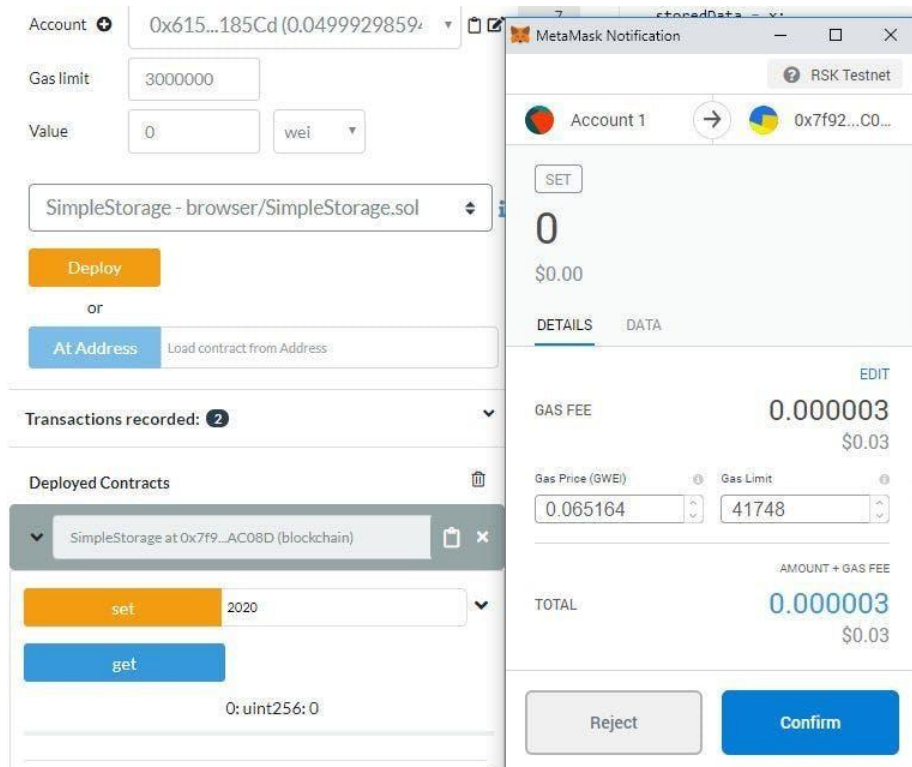 Account
0x615...185Cd (0.0499929859
Gas limit
3000000
Value
0
wei
SimpleStorage - browser/SimpleStorage.sol
i
Deploy
or
At Address
Load contract from Address
Transactions recorded: 2
Deployed Contracts
SimpleStorage at 0x7f9...AC08D (blockchain)
set
2020
get
0: uint256: 0
7
storedData = x;
MetaMask Notification
? RSK Testnet
Account 1
0x7f92...C0...
SET
0
$0.00
DETAILS DATA
EDIT
GAS FEE
0.000003
$0.03
Gas Price (GWEI)
Gas Limit
0.065164
41748
AMOUNT + GAS FEE
TOTAL
0.000003
$0.03
Reject
Confirm